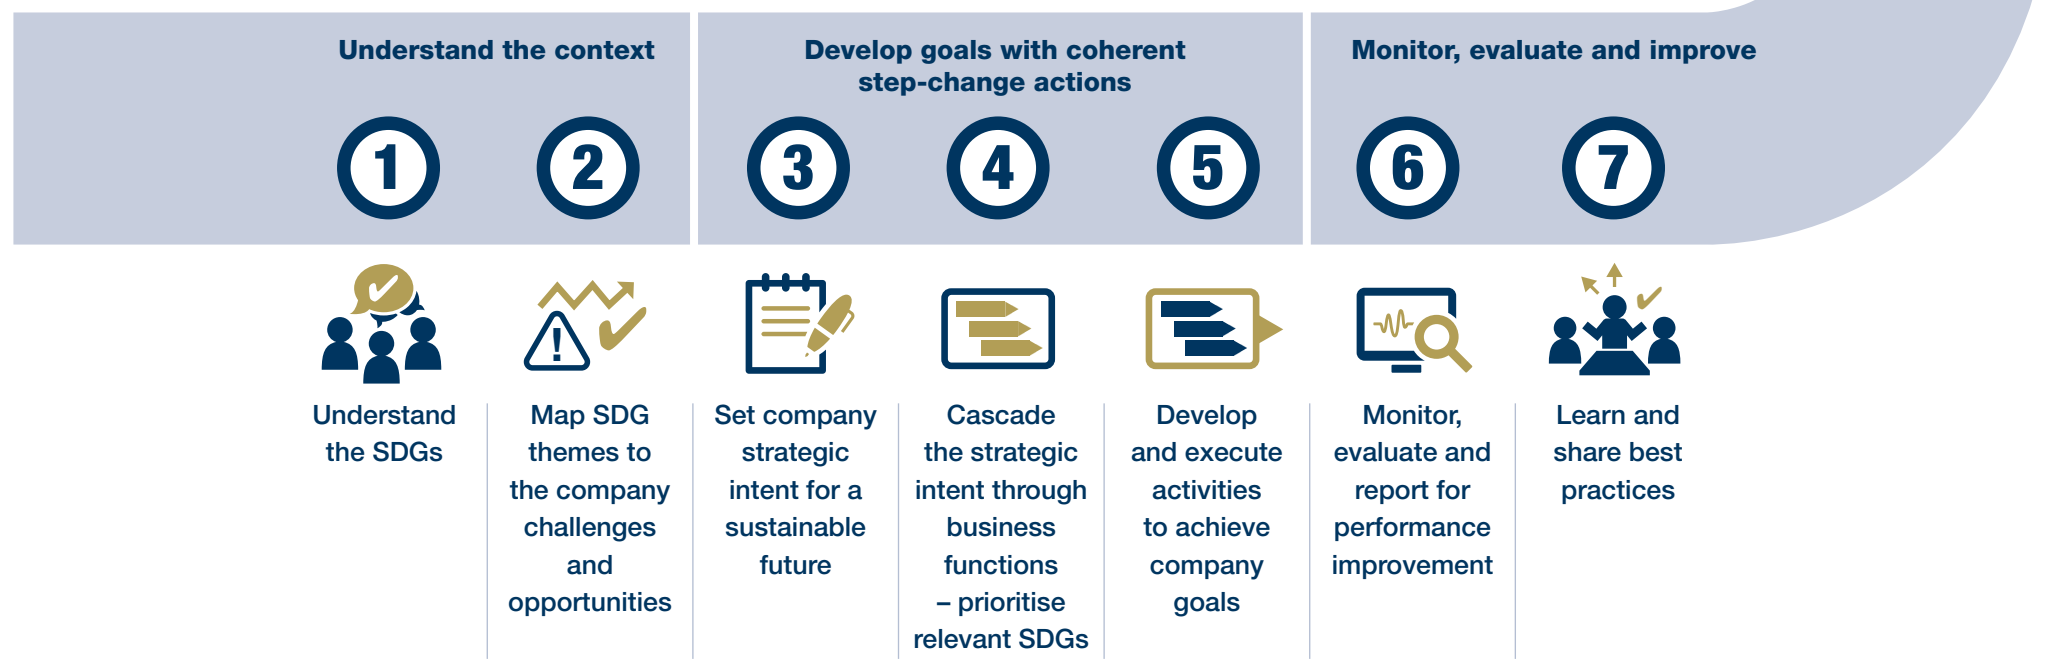 Understand the context
Develop goals with coherent
step-change actions
Monitor, evaluate and improve
1
2
3
4
5
6
7
Understand
the SDGs
Map SDG
themes to
the company
challenges
and
opportunities
Set company
strategic
intent for a
sustainable
future
Cascade
the strategic
intent through
business
functions
– prioritise
relevant SDGs
Develop
and execute
activities
to achieve
company
goals
Monitor,
evaluate and
report for
performance
improvement
Learn and
share best
practices